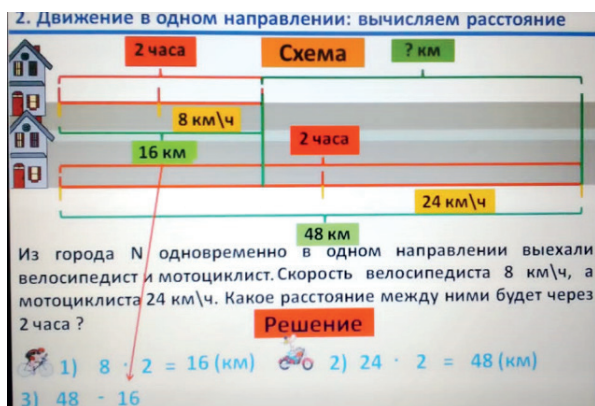 2. Движение в одном направлении: вычисляем расстояние
2 часа
Схема
? км
8 км\ч
16 км
2 часа
24 км\ч
48 км
Из города N одновременно в одном направлении выехали
велосипедист и мотоциклист. Скорость велосипедиста 8 км\ч, а
мотоциклиста 24 км\ч. Какое расстояние между ними будет через
2 часа ?
Решение
1) 8 · 2 = 16 (км) 2) 24 · 2 = 48 (км)
3) 48 - 16